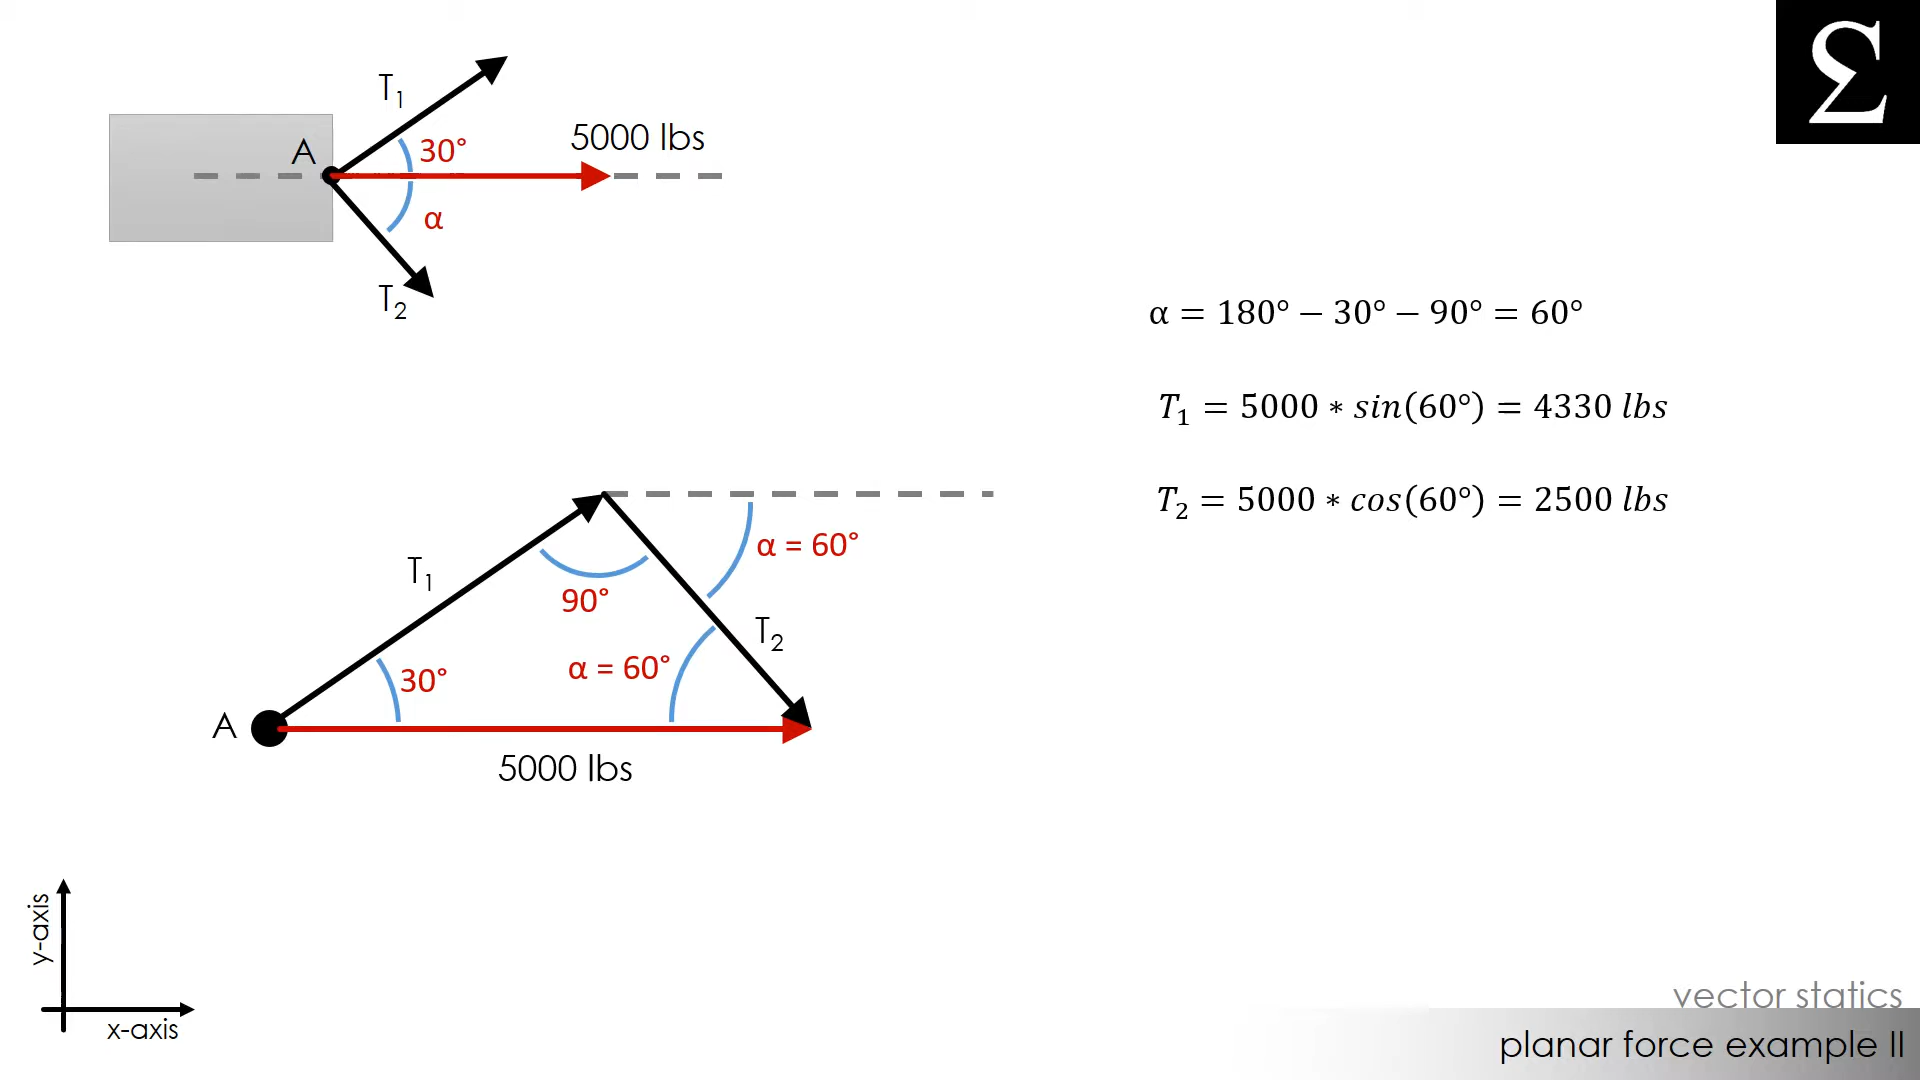 T₁
A
30°
5000 lbs
α
T₂
α = 180° − 30° − 90° = 60°
T₁ = 5000 ∗ sin(60°) = 4330 lbs
T₂ = 5000 ∗ cos(60°) = 2500 lbs
α = 60°
T₁
90°
T₂
α = 60°
30°
A
5000 lbs
y-axis
x-axis
vector statics
planar force example II
Σ